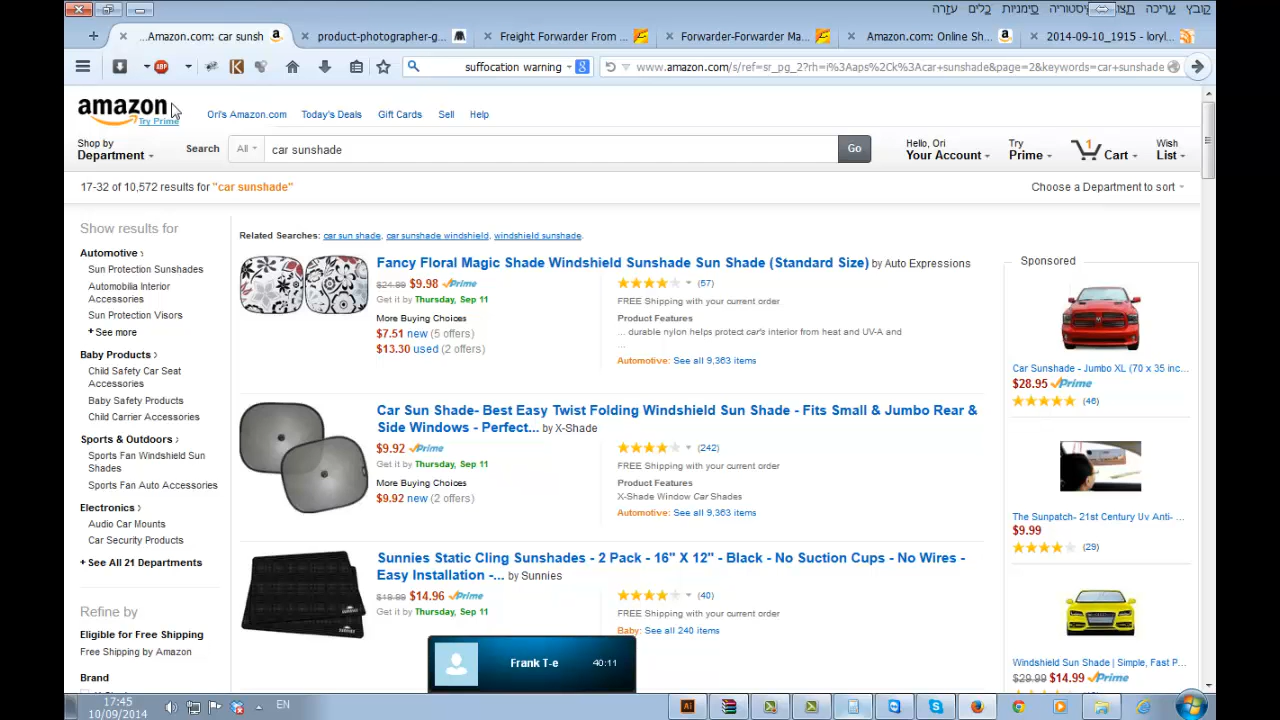 קובץ עריכה תצו יסטוריה סימניות כלים עזרה
...Amazon.com: car sunsh
product-photographer-g...
Freight Forwarder From ...
Forwarder-Forwarder Ma...
Amazon.com: Online Sh...
2014-09-10_1915 - loryl...
ABP
K
suffocation warning
www.amazon.com/s/ref=sr_pg_2?rh=i%3Aaps%2Ck%3Acar+sunshade&page=2&keywords=car+sunshade
amazon
Try Prime
Ori's Amazon.com
Today's Deals
Gift Cards
Sell
Help
Shop by
Department
Search
All
car sunshade
Go
Hello, Ori
Your Account
Try
Prime
1
Cart
Wish
List
17-32 of 10,572 results for "car sunshade"
Choose a Department to sort
Show results for
Automotive
Sun Protection Sunshades
Automobilia Interior
Accessories
Sun Protection Visors
+ See more
Baby Products
Child Safety Car Seat
Accessories
Baby Safety Products
Child Carrier Accessories
Sports & Outdoors
Sports Fan Windshield Sun
Shades
Sports Fan Auto Accessories
Electronics
Audio Car Mounts
Car Security Products
+ See All 21 Departments
Refine by
Eligible for Free Shipping
Free Shipping by Amazon
Brand
Related Searches: car sun shade, car sunshade windshield, windshield sunshade.
Fancy Floral Magic Shade Windshield Sunshade Sun Shade (Standard Size) by Auto Expressions
$24.99 $9.98 Prime
Get it by Thursday, Sep 11
More Buying Choices
$7.51 new (5 offers)
$13.30 used (2 offers)
(57)
FREE Shipping with your current order
Product Features
... durable nylon helps protect car's interior from heat and UV-A and
...
Automotive: See all 9,363 items
Car Sun Shade- Best Easy Twist Folding Windshield Sun Shade - Fits Small & Jumbo Rear &
Side Windows - Perfect... by X-Shade
$9.92 Prime
Get it by Thursday, Sep 11
More Buying Choices
$9.92 new (2 offers)
(242)
FREE Shipping with your current order
Product Features
X-Shade Window Car Shades
Automotive: See all 9,363 items
Sunnies Static Cling Sunshades - 2 Pack - 16" X 12" - Black - No Suction Cups - No Wires -
Easy Installation -... by Sunnies
$14.96 Prime
Get it by Thursday, Sep 11
(40)
FREE Shipping with your current order
Baby: See all 240 items
Sponsored
Car Sunshade - Jumbo XL (70 x 35 inc...
$28.95 Prime
(46)
The Sunpatch- 21st Century Uv Anti- ...
$9.99
(29)
Windshield Sun Shade | Simple, Fast P...
$29.99 $14.99 Prime
Frank T-e
40:11
17:45
10/09/2014
EN
Ai